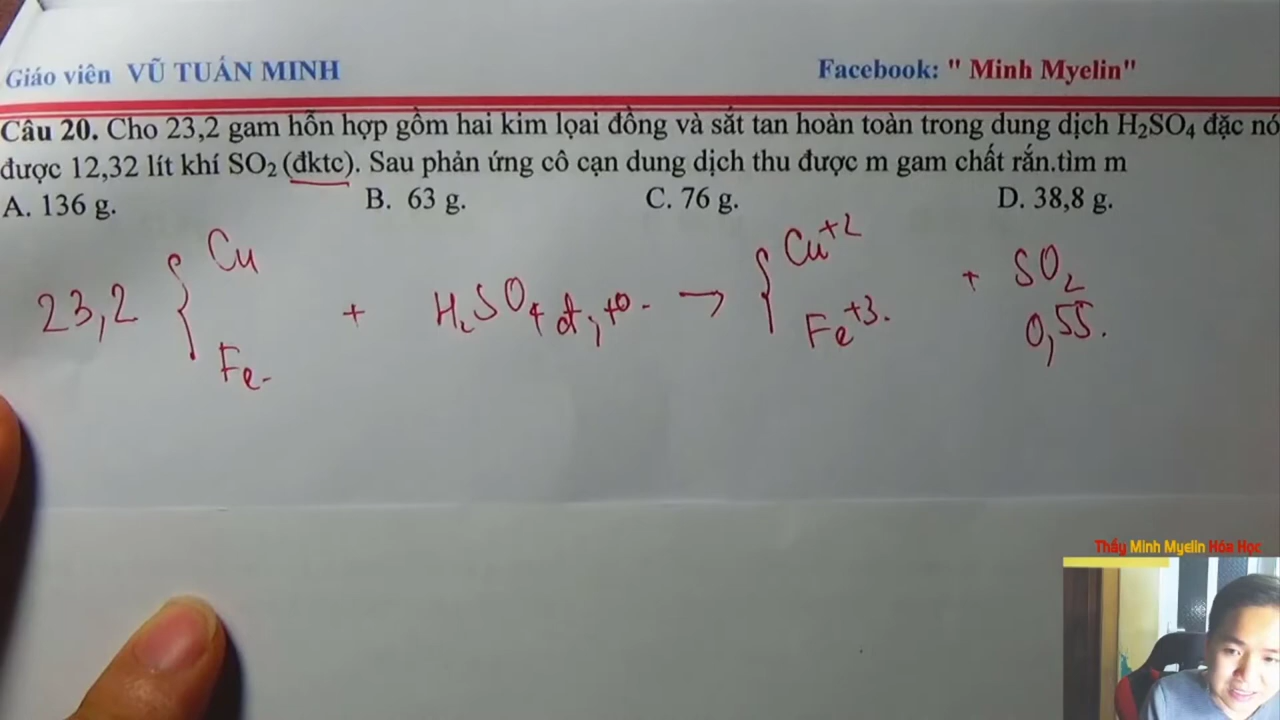 Giáo viên VŨ TUẤN MINH Facebook: " Minh Myelin"
Câu 20. Cho 23,2 gam hỗn hợp gồm hai kim lọai đồng và sắt tan hoàn toàn trong dung dịch H₂SO₄ đặc nó
được 12,32 lít khí SO₂ (đktc). Sau phản ứng cô cạn dung dịch thu được m gam chất rắn.tìm m
A. 136 g. B. 63 g. C. 76 g. D. 38,8 g.
Cu Cu⁺² SO₂
23,2 + H₂SO₄ đ, to → +
Fe Fe⁺³ 0,55.
Thầy Minh Myelin Hóa Học